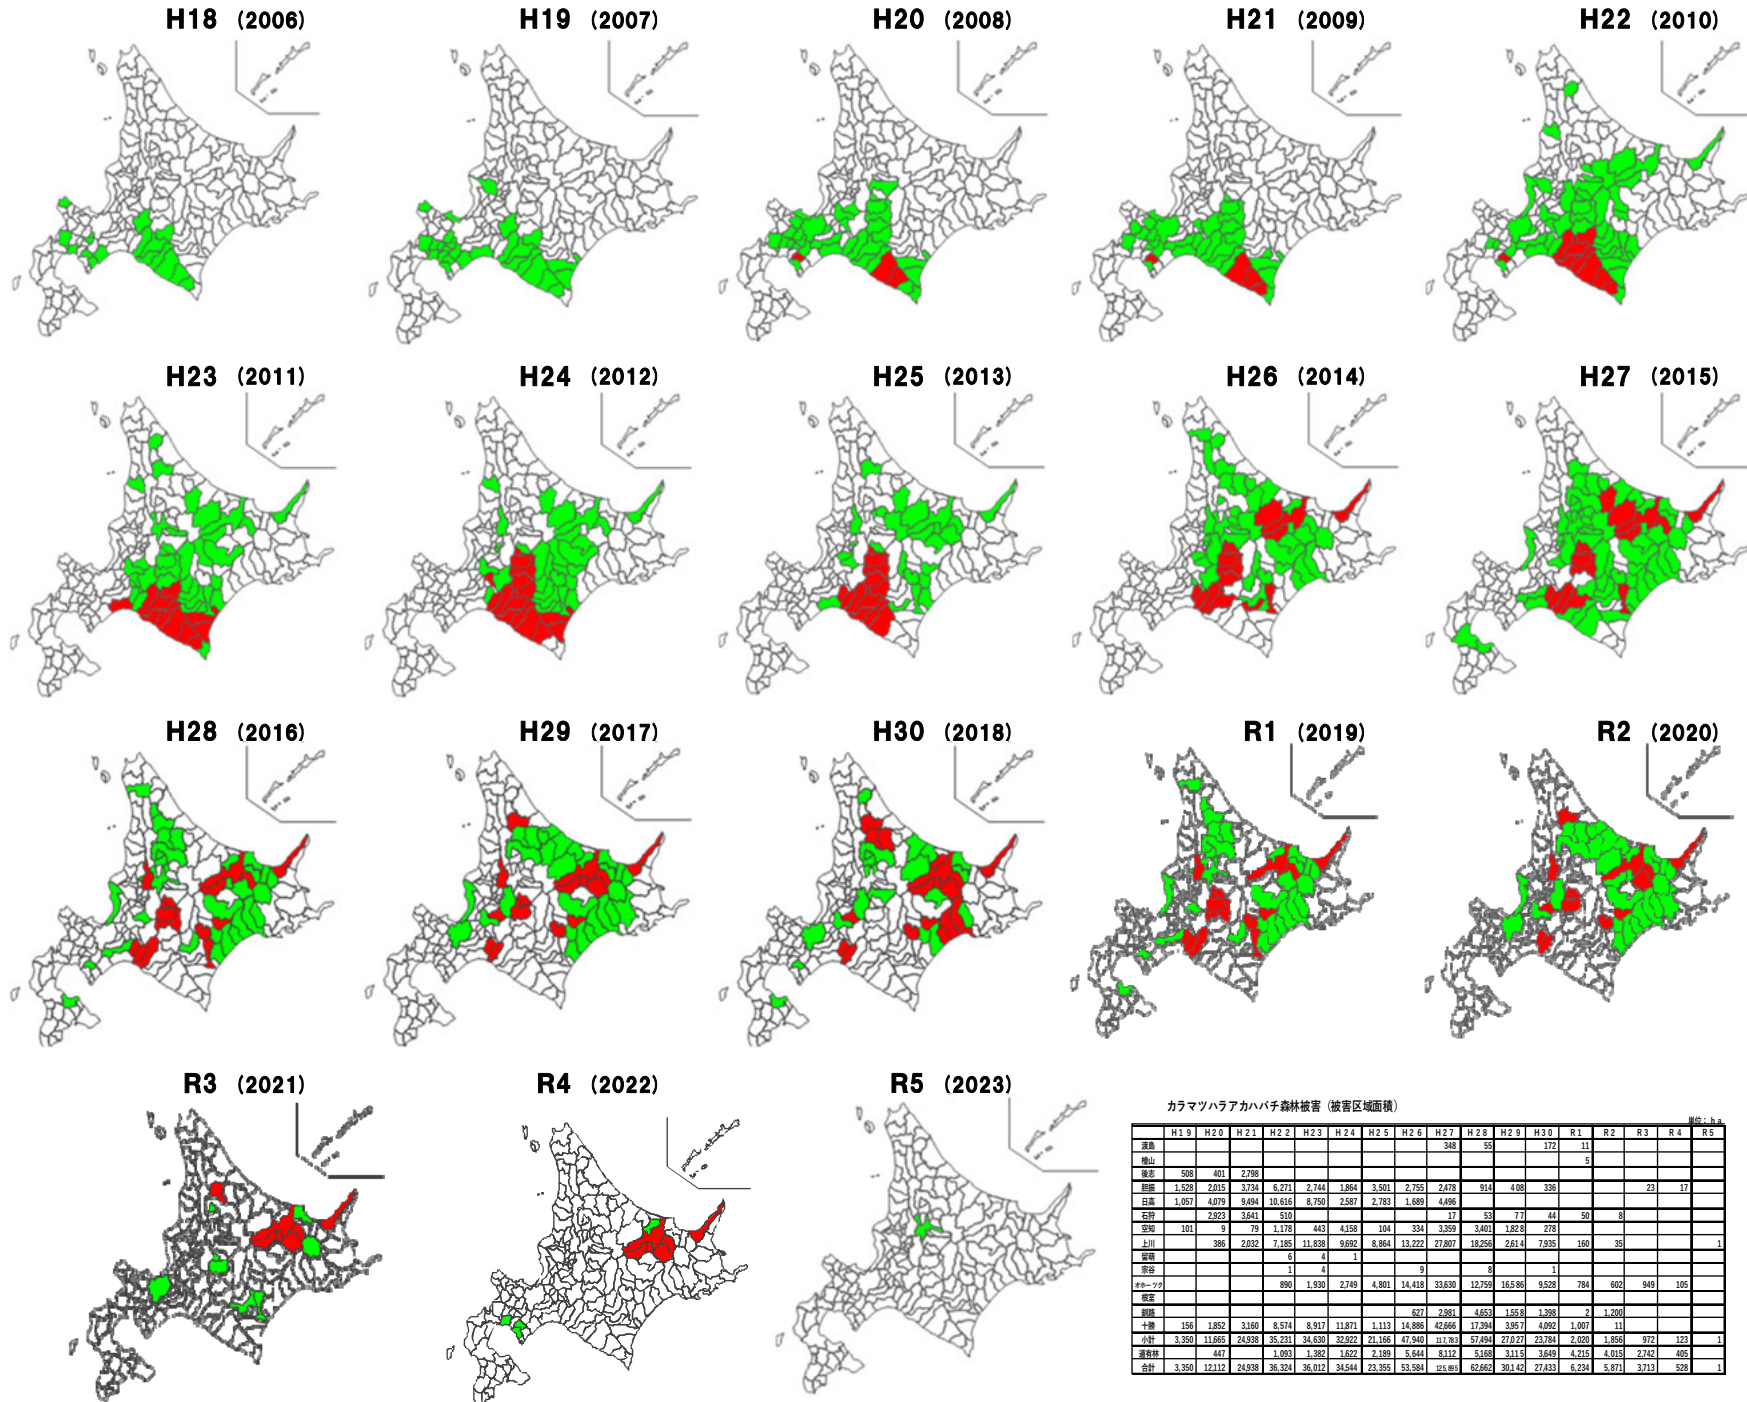 H18 (2006) H19 (2007) H20 (2008) H21 (2009) H22 (2010)
H23 (2011) H24 (2012) H25 (2013) H26 (2014) H27 (2015)
H28 (2016) H29 (2017) H30 (2018) R1 (2019) R2 (2020)
R3 (2021) R4 (2022) R5 (2023)
カラマツハラアカハバチ森林被害（被害区域面積）
単位：ha
H19 H20 H21 H22 H23 H24 H25 H26 H27 H28 H29 H30 R1 R2 R3 R4 R5
渡島 348 55 172 11
檜山 5
後志 508 401 2,798
胆振 1,528 2,015 3,734 6,271 2,744 1,864 3,501 2,755 2,478 914 408 336 23 17
日高 1,057 4,079 9,494 10,616 8,750 2,587 2,783 1,689 4,496
石狩 2,923 3,641 510 17 53 77 44 50 8
空知 101 9 79 1,178 443 4,158 104 334 3,359 3,401 1,828 278
上川 386 2,032 7,185 11,838 9,692 8,864 13,222 27,807 18,256 2,614 7,935 160 35 1
留萌 6 4 1
宗谷 1 4 9 8 1
オホーツク 890 1,930 2,749 4,801 14,418 33,630 12,759 16,586 9,528 784 602 949 105
根室
釧路 627 2,981 4,653 1,558 1,398 2 1,200
十勝 156 1,852 3,160 8,574 8,917 11,871 1,113 14,886 42,666 17,394 3,957 4,092 1,007 11
小計 3,350 11,665 24,938 35,231 34,630 32,922 21,166 47,940 117,783 57,494 27,027 23,784 2,020 1,856 972 123 1
道有林 447 1,093 1,382 1,622 2,189 5,644 8,112 5,168 3,115 3,649 4,215 4,015 2,742 405
合計 3,350 12,112 24,938 36,324 36,012 34,544 23,355 53,584 125,895 62,662 30,142 27,433 6,234 5,871 3,713 528 1